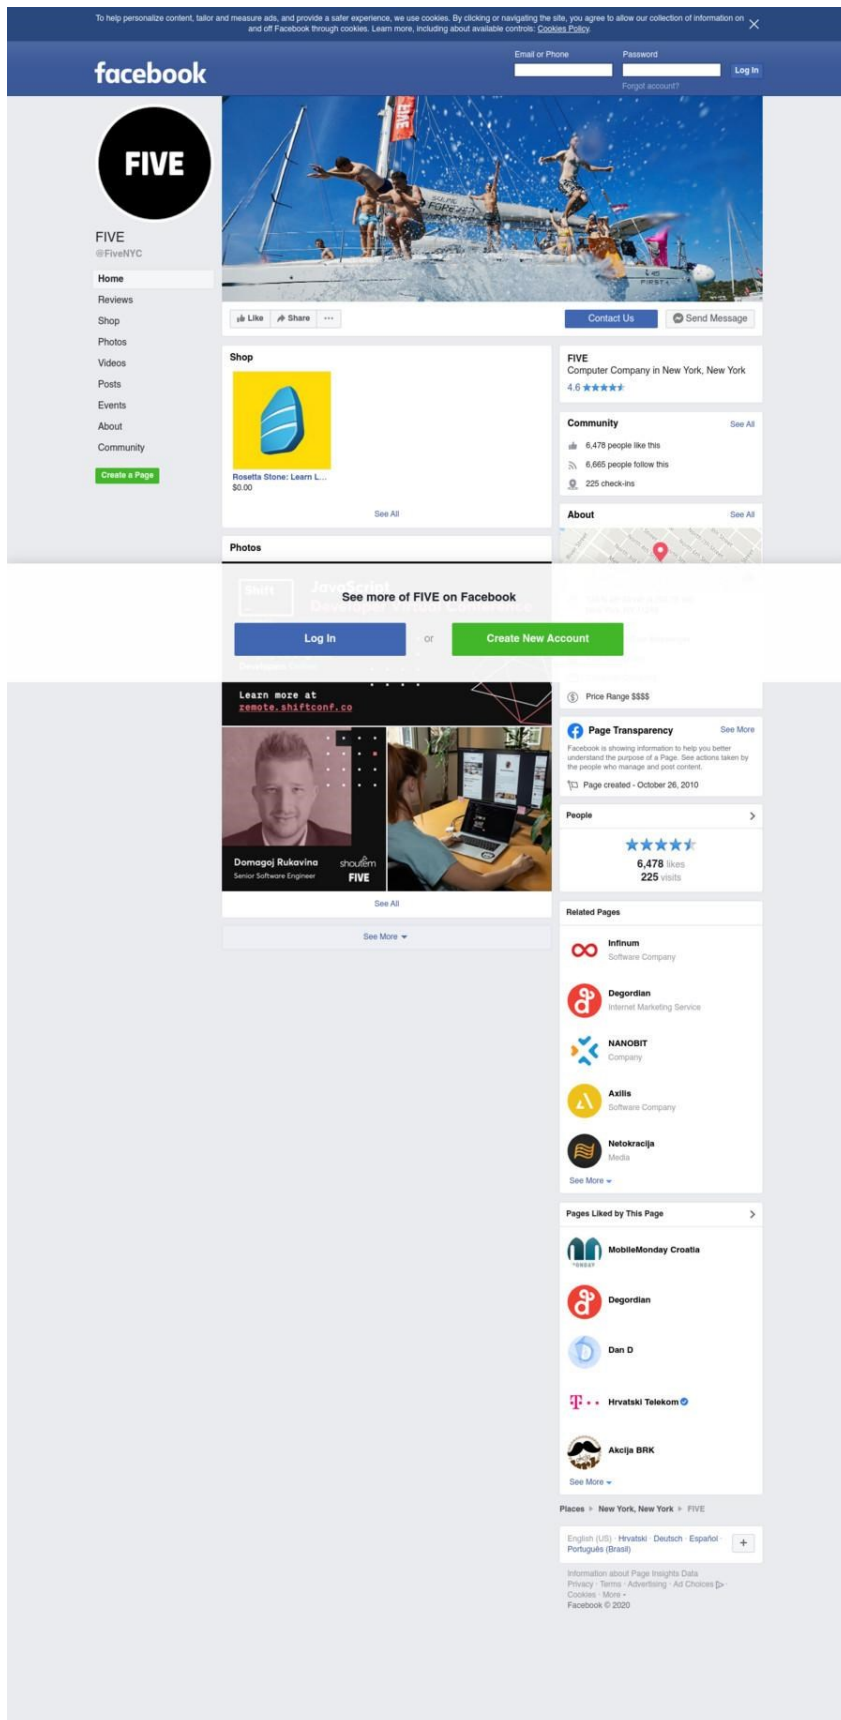 To help personalize content, tailor and measure ads, and provide a safer experience, we use cookies. By clicking or navigating the site, you agree to allow our collection of information on
and off Facebook through cookies. Learn more, including about available controls: Cookies Policy.
facebook
Email or Phone
Password
Log In
Forgot account?
FIVE
FIVE
@FiveNYC
Home
Reviews
Shop
Photos
Videos
Posts
Events
About
Community
Create a Page
FIVE
FIRST
Like
Share
Contact Us
Send Message
Shop
Rosetta Stone: Learn L...
$0.00
See All
Photos
Shift
JavaScript
Developer Virtual Conference
See more of FIVE on Facebook
Log In
or
Create New Account
Learn more at
remote.shiftconf.co
Domagoj Rukavina
Senior Software Engineer
shoutem
FIVE
See All
See More
FIVE
Computer Company in New York, New York
4.6
Community
See All
6,478 people like this
6,665 people follow this
225 check-ins
About
See All
Price Range $$$$
Page Transparency
See More
Facebook is showing information to help you better
understand the purpose of a Page. See actions taken by
the people who manage and post content.
Page created - October 26, 2010
People
6,478 likes
225 visits
Related Pages
Infinum
Software Company
Degordian
Internet Marketing Service
NANOBIT
Company
Axilis
Software Company
Netokracija
Media
See More
Pages Liked by This Page
MobileMonday Croatia
Degordian
Dan D
Hrvatski Telekom
Akcija BRK
See More
Places
New York, New York
FIVE
English (US) · Hrvatski · Deutsch · Español ·
Português (Brasil)
Information about Page Insights Data
Privacy · Terms · Advertising · Ad Choices ·
Cookies · More
Facebook © 2020